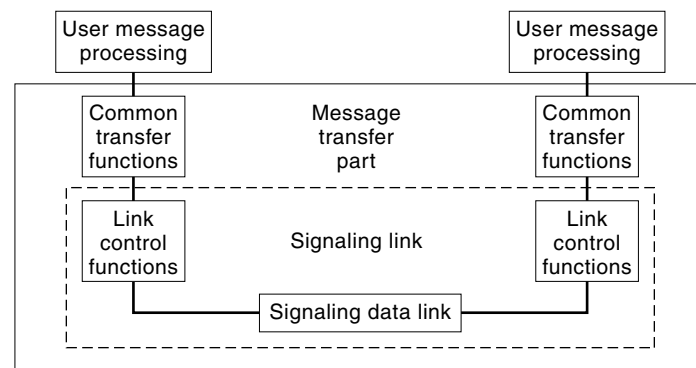 User message
processing
User message
processing
Common
transfer
functions
Message
transfer
part
Common
transfer
functions
Link
control
functions
Signaling link
Link
control
functions
Signaling data link